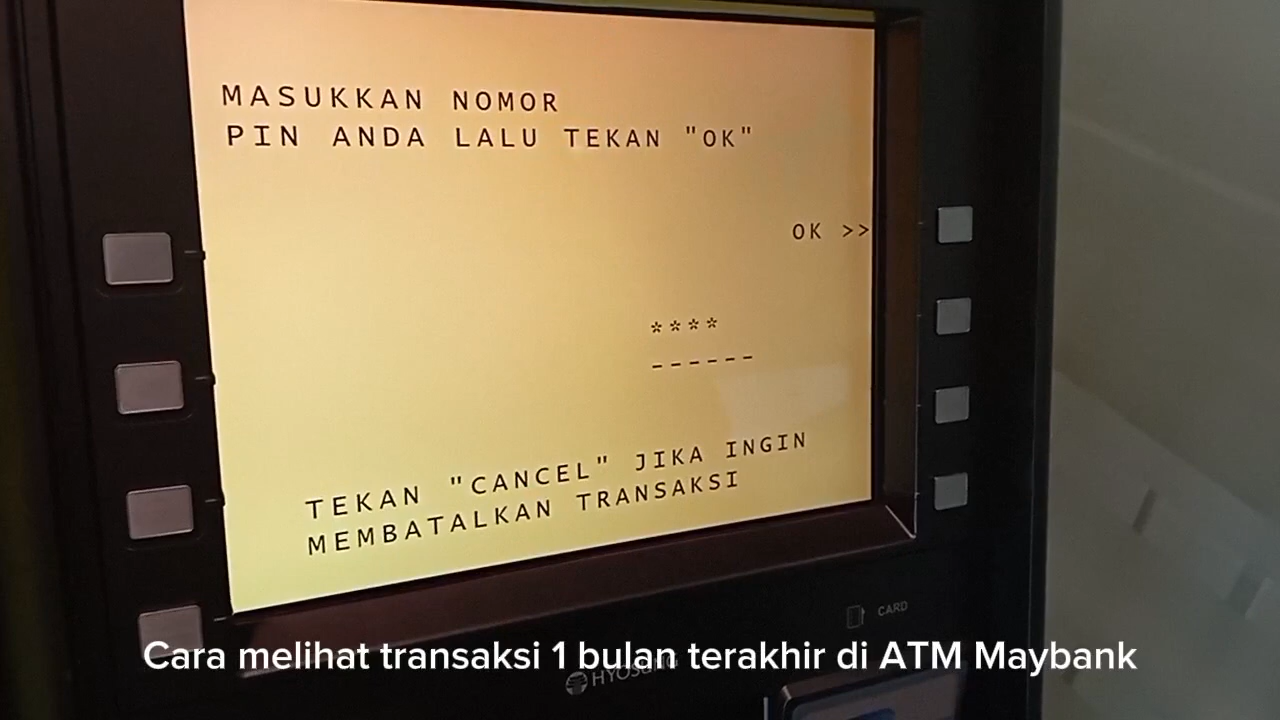 MASUKKAN NOMOR
PIN ANDA LALU TEKAN "OK"
OK >>
****
------
TEKAN "CANCEL" JIKA INGIN
MEMBATALKAN TRANSAKSI
CARD
Cara melihat transaksi 1 bulan terakhir di ATM Maybank
HYOSUNG